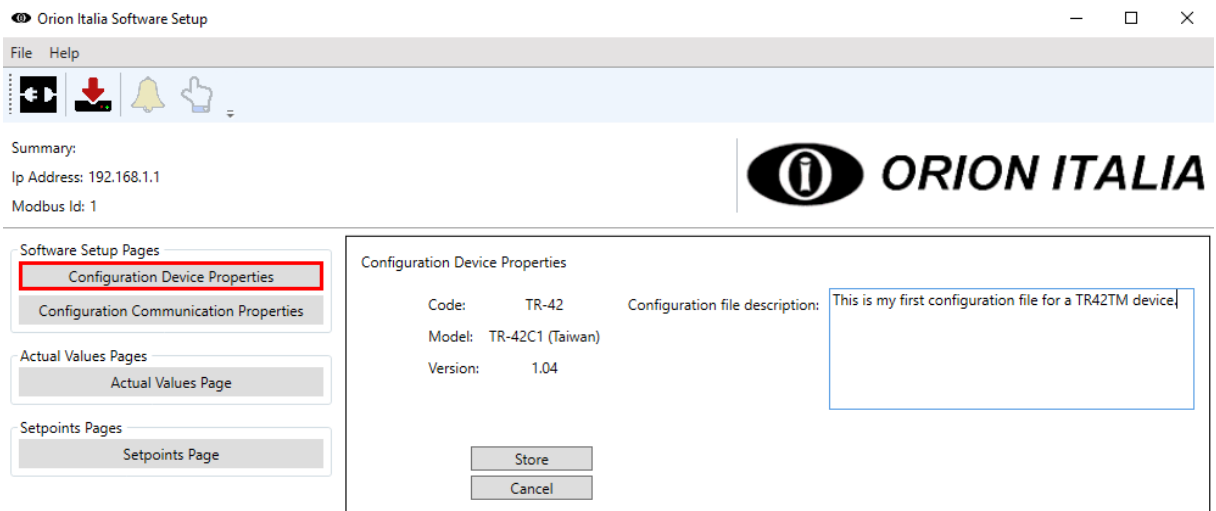 Orion Italia Software Setup
File Help
Summary:
Ip Address: 192.168.1.1
Modbus Id: 1
ORION ITALIA
Software Setup Pages
Configuration Device Properties
Configuration Communication Properties
Actual Values Pages
Actual Values Page
Setpoints Pages
Setpoints Page
Configuration Device Properties
Code: TR-42
Model: TR-42C1 (Taiwan)
Version: 1.04
Configuration file description: This is my first configuration file for a TR42TM device.
Store
Cancel